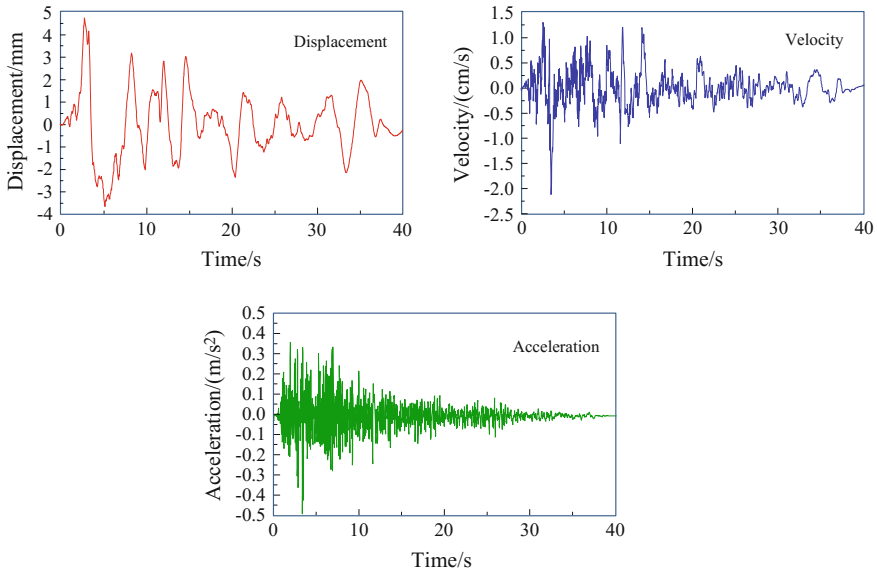 5
4
3
2
1
0
-1
-2
-3
-4
Displacement/mm
Displacement
0 10 20 30 40
Time/s
1.5
1.0
0.5
0.0
-0.5
-1.0
-1.5
-2.0
-2.5
Velocity/(cm/s)
Velocity
0 10 20 30 40
Time/s
0.5
0.4
0.3
0.2
0.1
0.0
-0.1
-0.2
-0.3
-0.4
-0.5
Acceleration/(m/s²)
Acceleration
0 10 20 30 40
Time/s